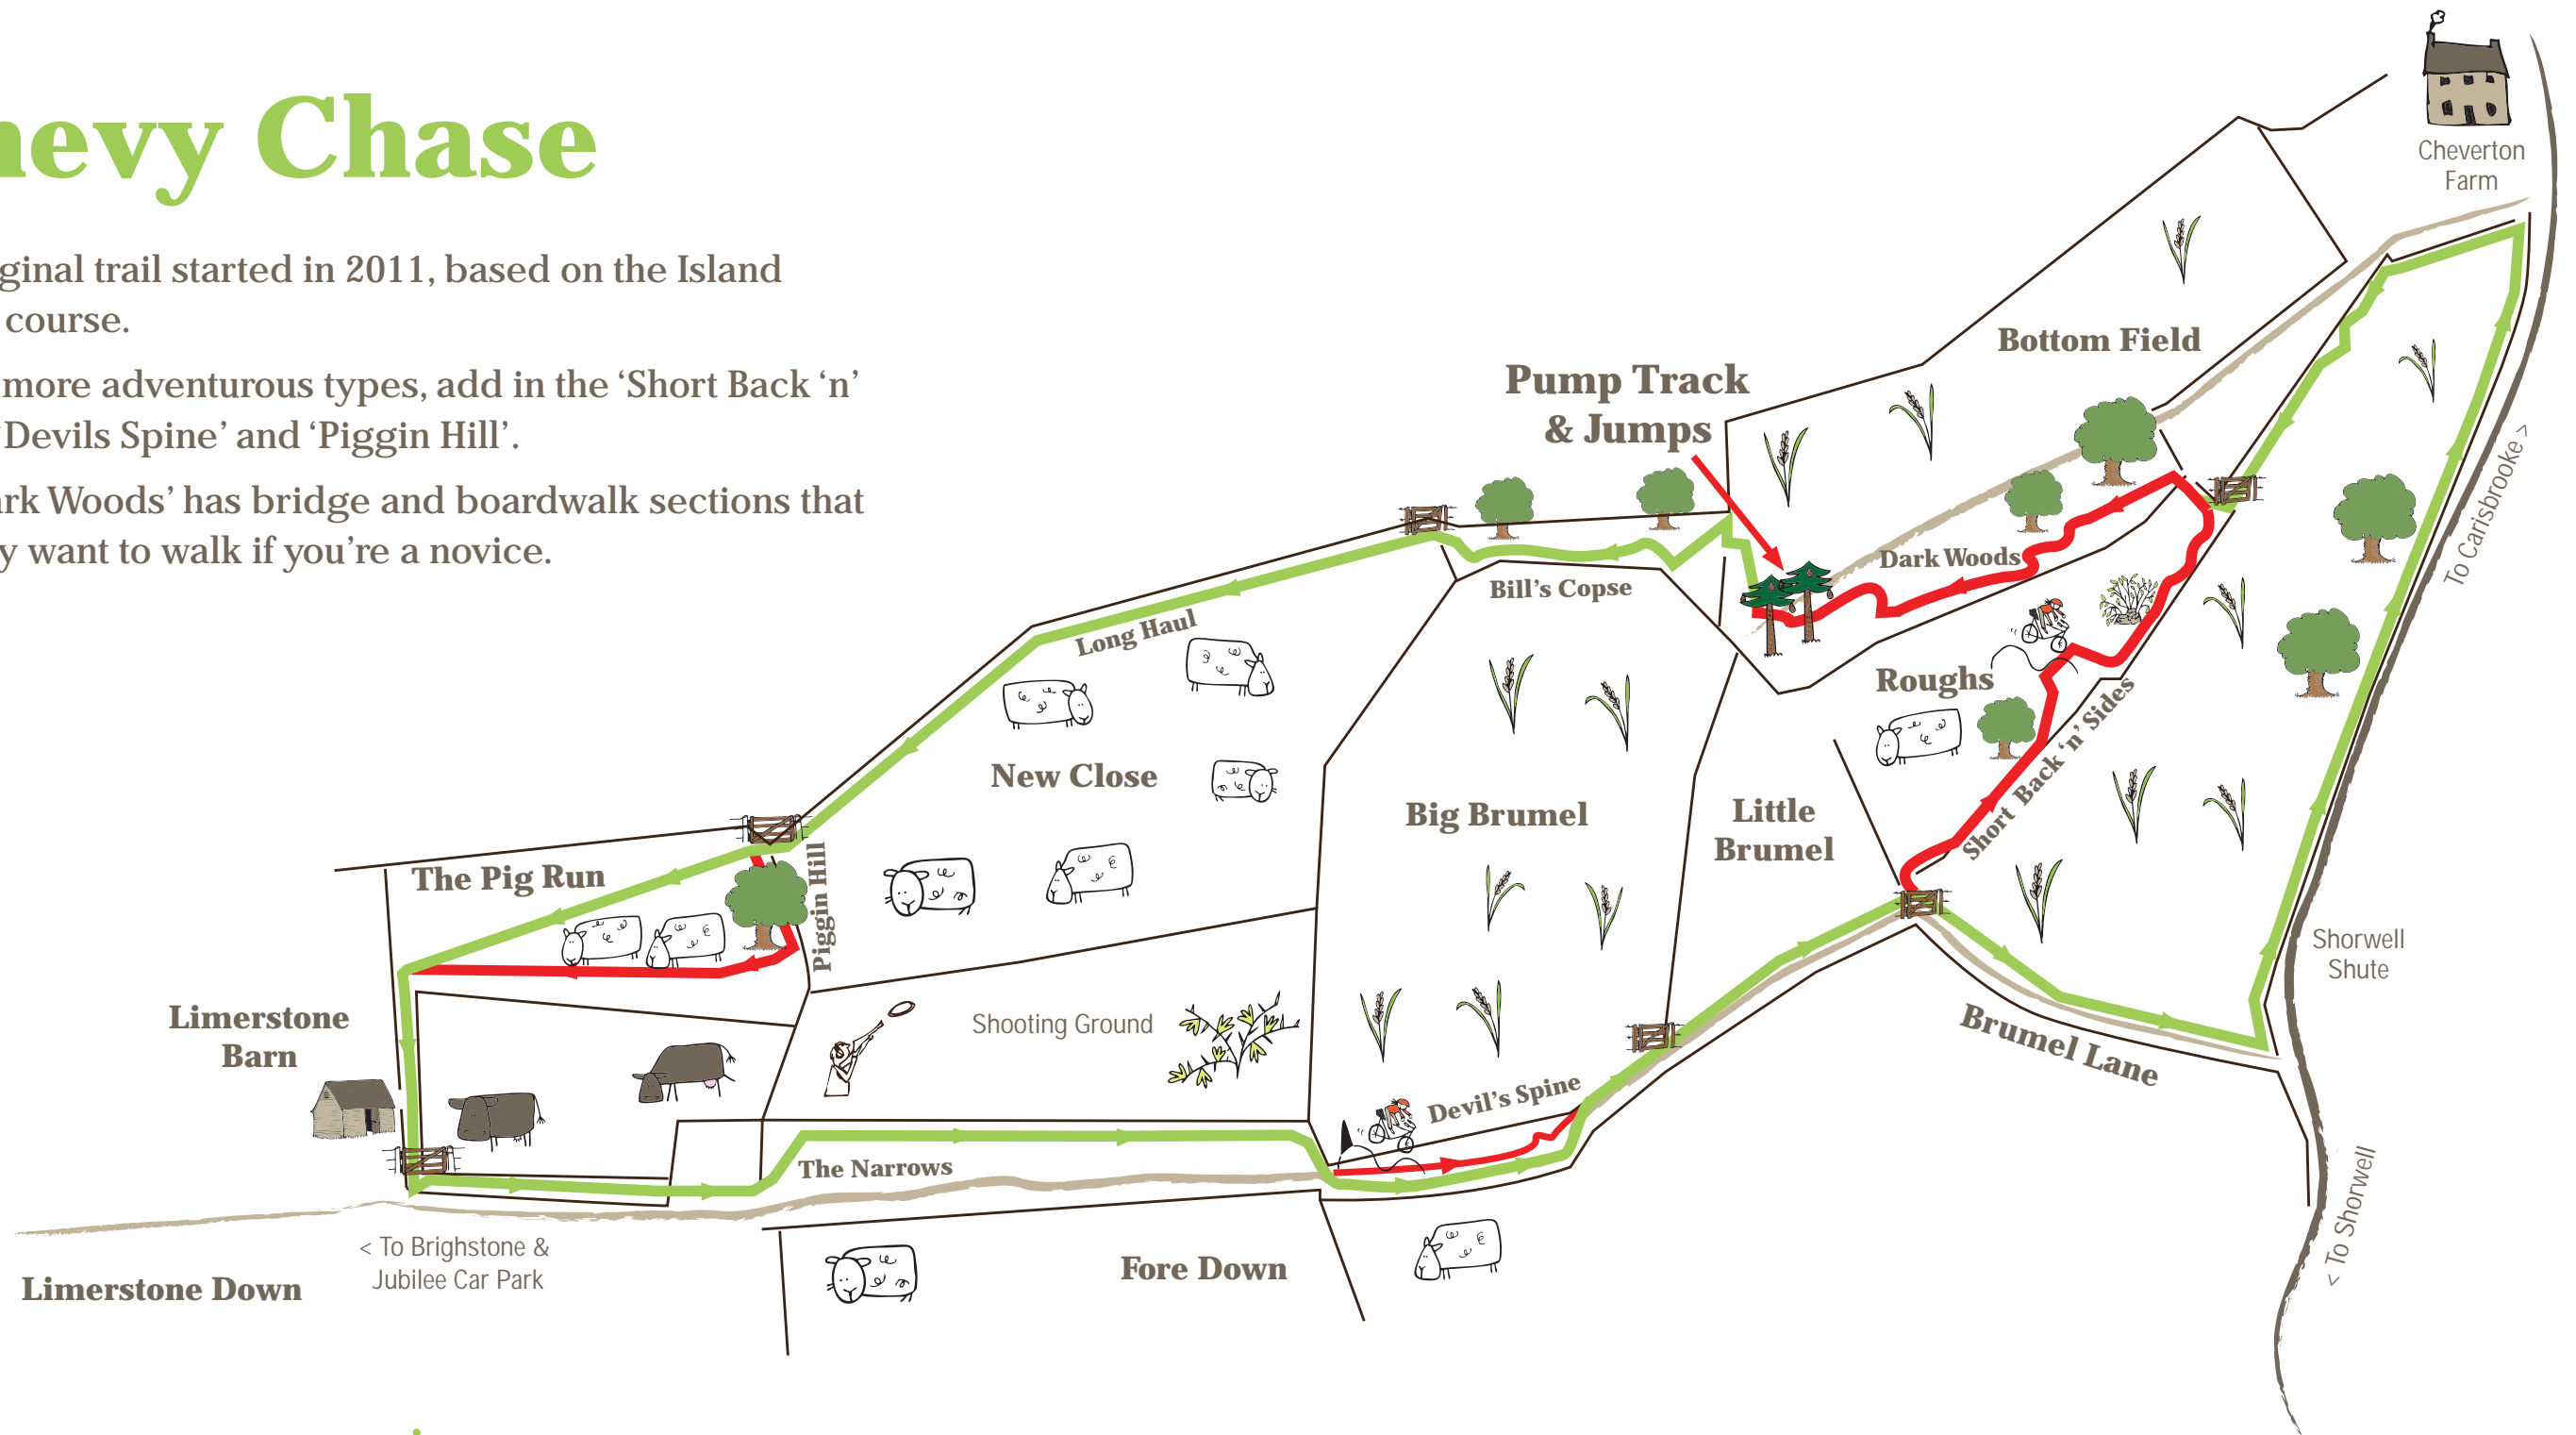 hevy Chase
ginal trail started in 2011, based on the Island
course.
more adventurous types, add in the ‘Short Back ‘n’
‘Devils Spine’ and ‘Piggin Hill’.
rk Woods’ has bridge and boardwalk sections that
y want to walk if you’re a novice.
Cheverton
Farm
Bottom Field
Pump Track
& Jumps
To Carisbrooke >
Dark Woods
Bill’s Copse
Long Haul
Roughs
Short Back ‘n’ Sides
New Close
Big Brumel
Little
Brumel
The Pig Run
Piggin Hill
Shorwell
Shute
Limerstone
Barn
Shooting Ground
Brumel Lane
Devil’s Spine
The Narrows
< To Shorwell
< To Brighstone &
Jubilee Car Park
Limerstone Down
Fore Down